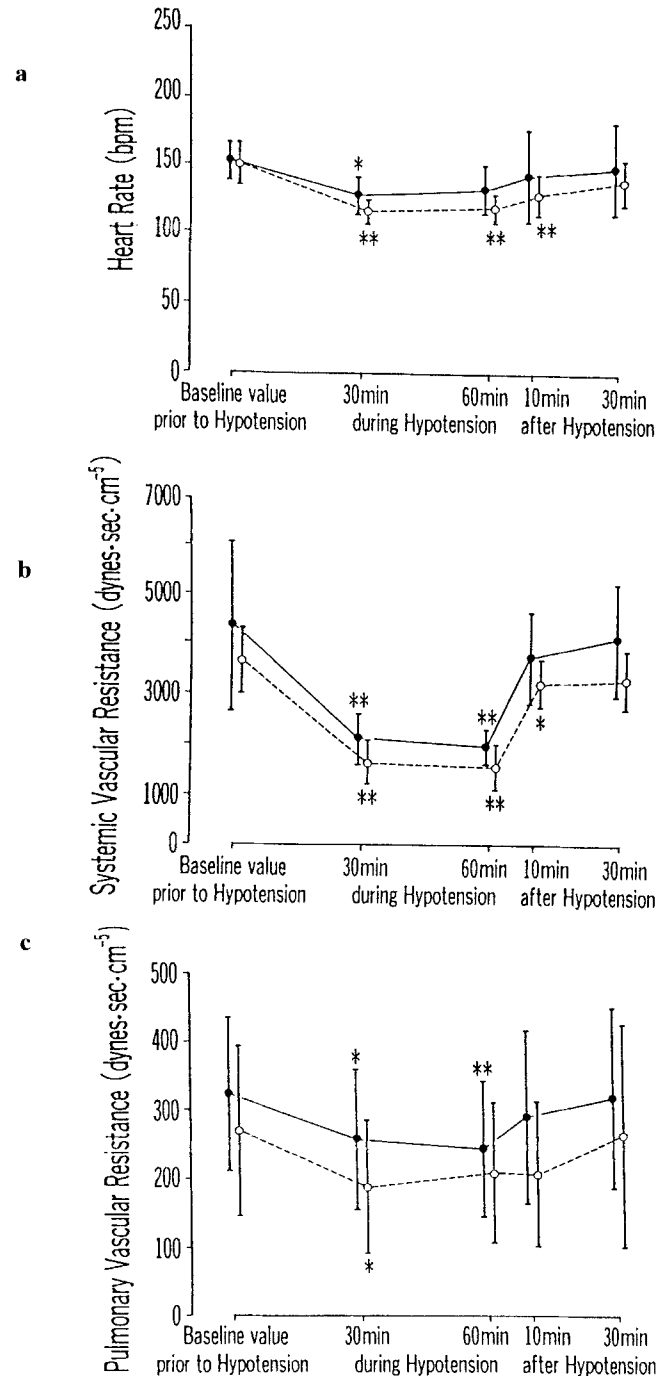 a
Heart Rate (bpm)
250
200
150
100
50
0
*
**
**
**
Baseline value 30min 60min 10min 30min
prior to Hypotension during Hypotension after Hypotension
b
Systemic Vascular Resistance (dynes·sec·cm⁻⁵)
7000
5000
3000
1000
0
**
**
**
**
*
Baseline value 30min 60min 10min 30min
prior to Hypotension during Hypotension after Hypotension
c
Pulmonary Vascular Resistance (dynes·sec·cm⁻⁵)
500
400
300
200
100
0
*
**
*
Baseline value 30min 60min 10min 30min
prior to Hypotension during Hypotension after Hypotension